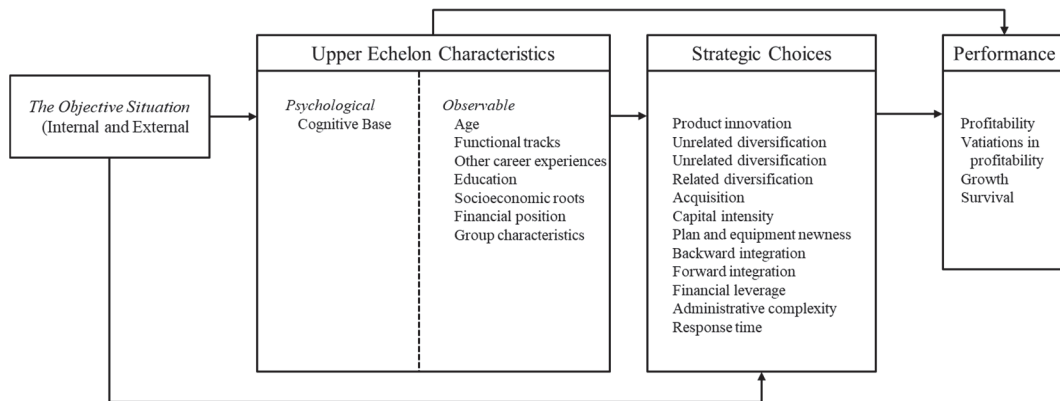 Upper Echelon Characteristics
Strategic Choices
Performance
The Objective Situation
(Internal and External
Psychological
Cognitive Base
Observable
Age
Functional tracks
Other career experiences
Education
Socioeconomic roots
Financial position
Group characteristics
Product innovation
Unrelated diversification
Unrelated diversification
Related diversification
Acquisition
Capital intensity
Plan and equipment newness
Backward integration
Forward integration
Financial leverage
Administrative complexity
Response time
Profitability
Vatiations in
profitability
Growth
Survival